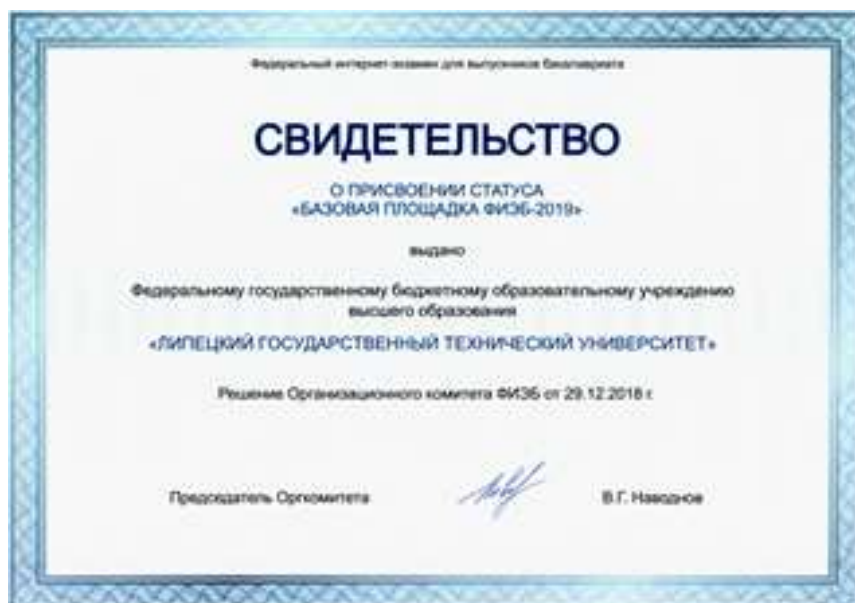 Федеральный интернет-экзамен для выпускников бакалавриата
СВИДЕТЕЛЬСТВО
О ПРИСВОЕНИИ СТАТУСА
«БАЗОВАЯ ПЛОЩАДКА ФИЭБ-2019»
выдано
Федеральному государственному бюджетному образовательному учреждению
высшего образования
«ЛИПЕЦКИЙ ГОСУДАРСТВЕННЫЙ ТЕХНИЧЕСКИЙ УНИВЕРСИТЕТ»
Решение Организационного комитета ФИЭБ от 29.12.2018 г.
Председатель Оргкомитета
В.Г. Наводнов